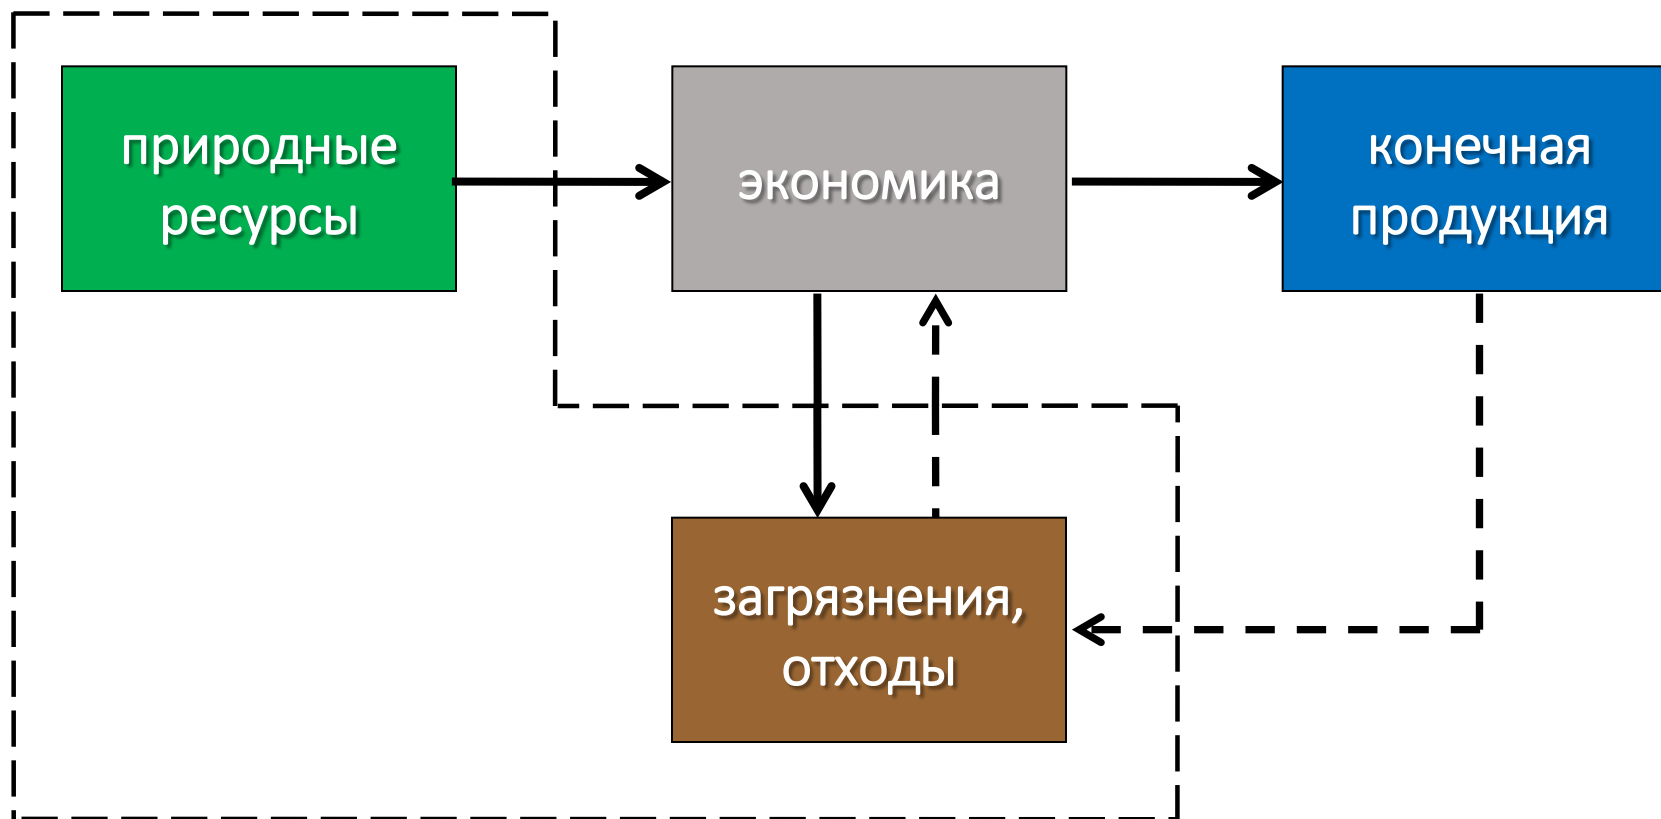 природные
ресурсы
экономика
конечная
продукция
загрязнения,
отходы